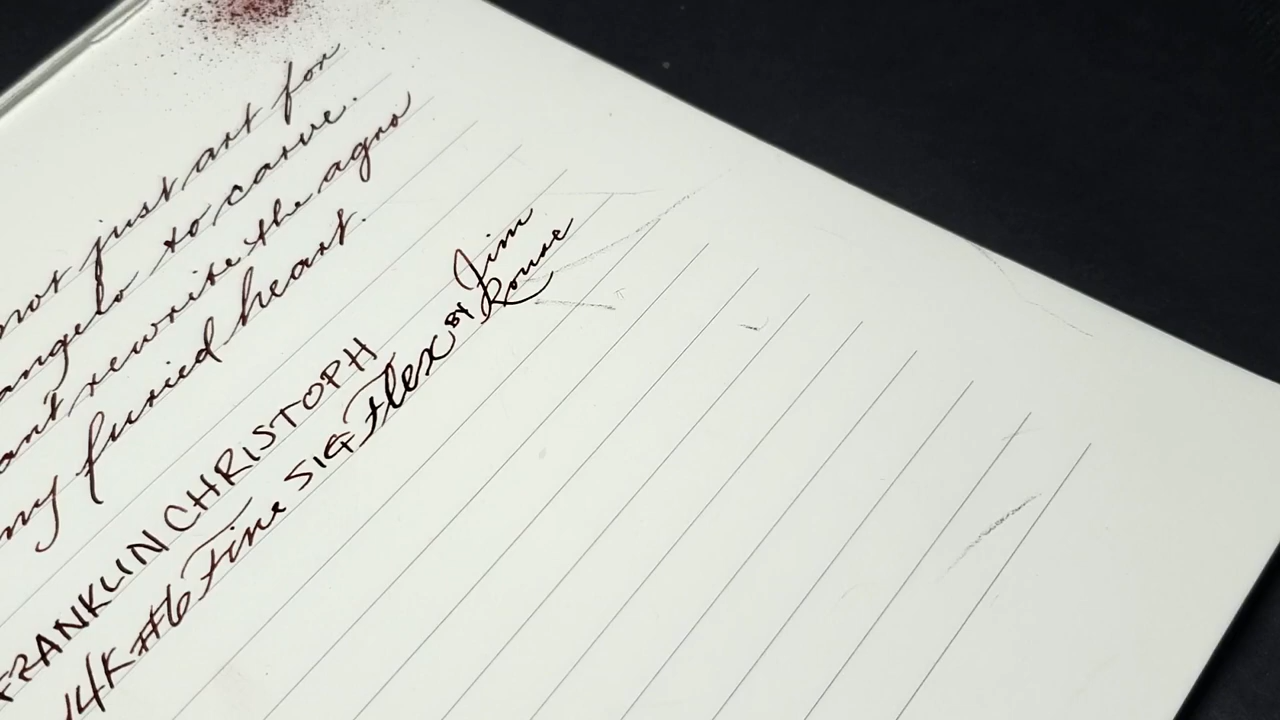 not just art for
angelo to carve.
ant rewrite the agro
my furied heart.
FRANKLIN CHRISTOPH
14K #6 Fine SIG Flex BY Jim
Rouse